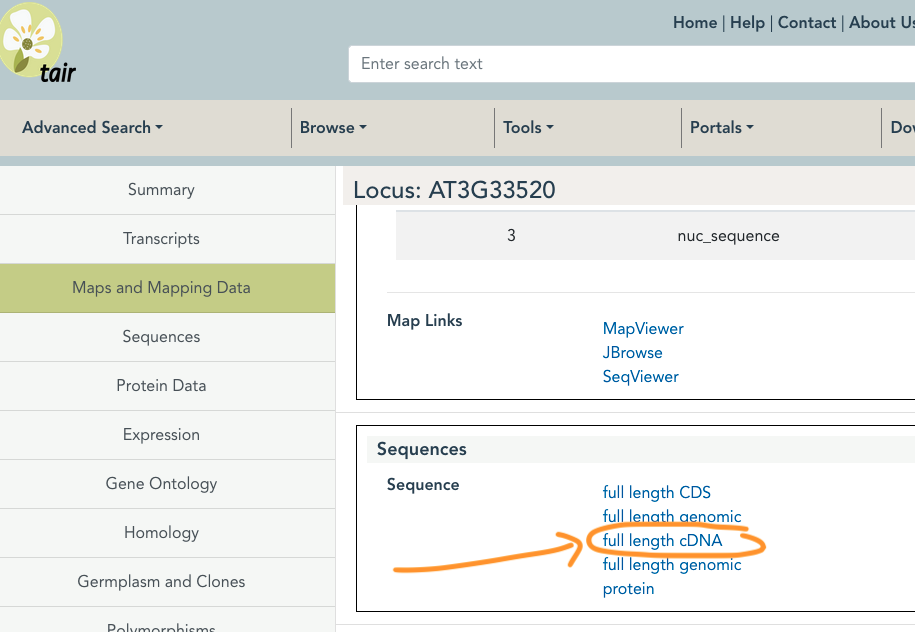 Home | Help | Contact | About Us
tair
Enter search text
Advanced Search
Browse
Tools
Portals
Summary
Transcripts
Maps and Mapping Data
Sequences
Protein Data
Expression
Gene Ontology
Homology
Germplasm and Clones
Polymorphisms
Locus: AT3G33520
3 nuc_sequence
Map Links
MapViewer
JBrowse
SeqViewer
Sequences
Sequence
full length CDS
full length genomic
full length cDNA
full length genomic
protein